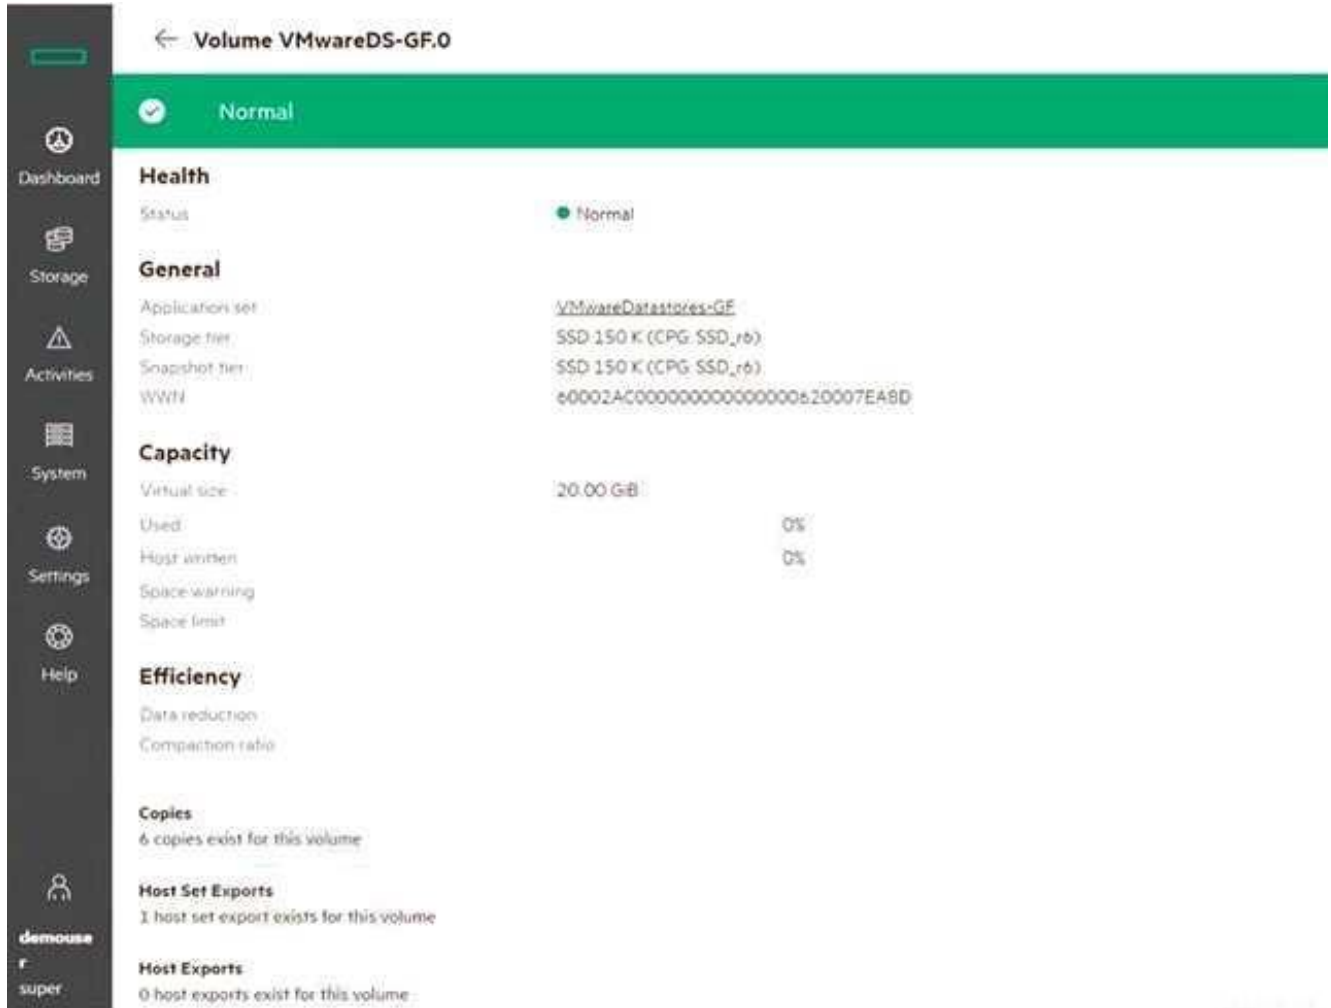 ← Volume VMwareDS-GF.0
Normal
Dashboard
Storage
Activities
System
Settings
Help
demouse
r
super
Health
Status Normal
General
Application set VMwareDatastores-GF
Storage tier SSD 150 K (CPG: SSD_r6)
Snapshot tier SSD 150 K (CPG: SSD_r6)
WWN
Capacity
Virtual size 20.00 GiB
Used 0%
Host written 0%
Space warning
Space limit
Efficiency
Data reduction
Compaction ratio
Copies
6 copies exist for this volume
Host Set Exports
1 host set export exists for this volume
Host Exports
0 host exports exist for this volume